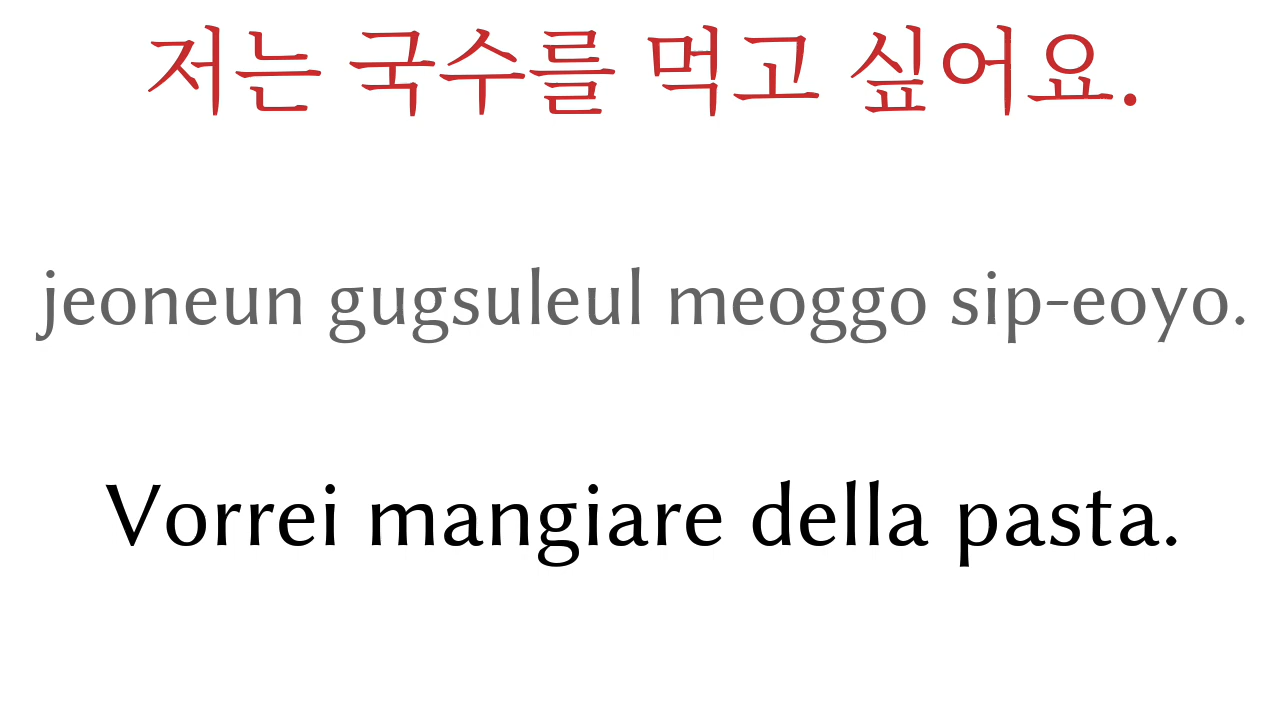 저는 국수를 먹고 싶어요.
jeoneun gugsuleul meoggo sip-eoyo.
Vorrei mangiare della pasta.